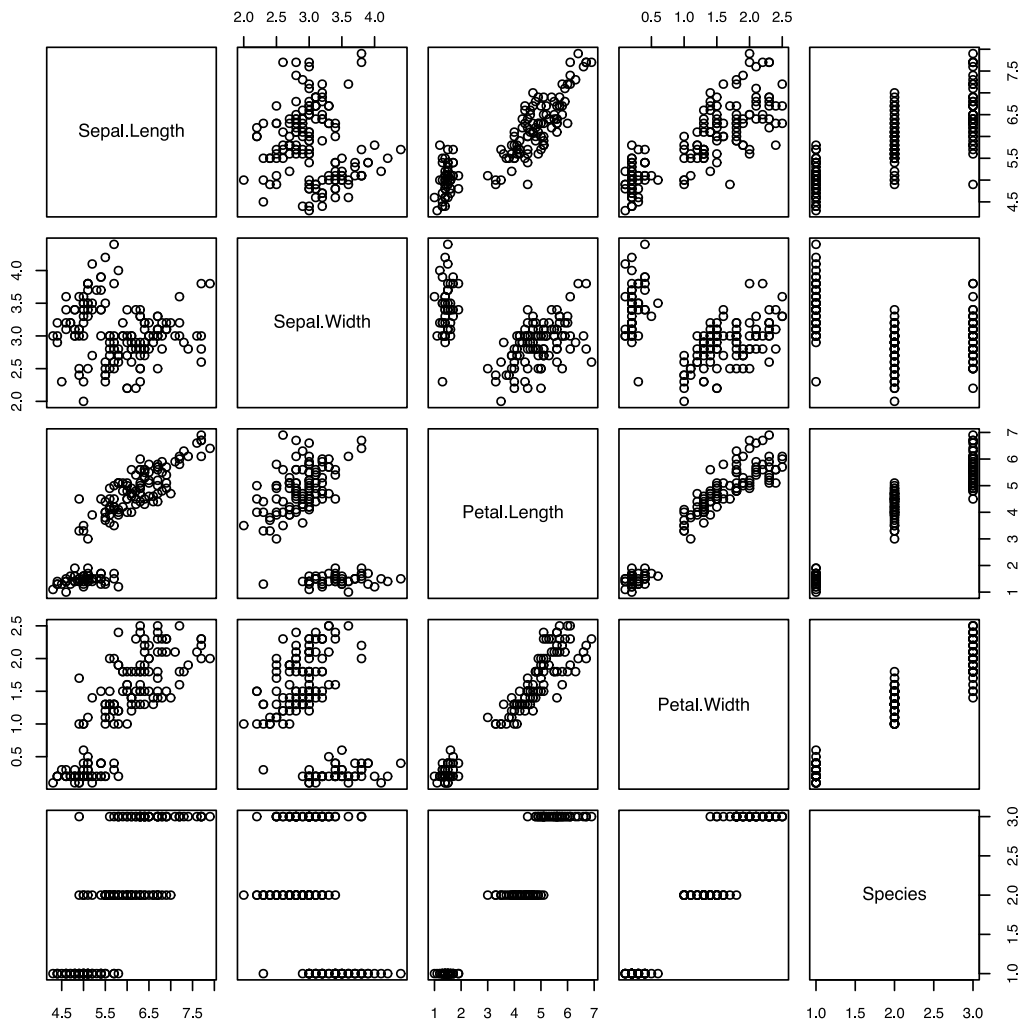 2.0 2.5 3.0 3.5 4.0
0.5 1.0 1.5 2.0 2.5
Sepal.Length
4.5 5.5 6.5 7.5
2.0 2.5 3.0 3.5 4.0
Sepal.Width
Petal.Length
1 2 3 4 5 6 7
0.5 1.0 1.5 2.0 2.5
Petal.Width
Species
1.0 1.5 2.0 2.5 3.0
4.5 5.5 6.5 7.5
1 2 3 4 5 6 7
1.0 1.5 2.0 2.5 3.0